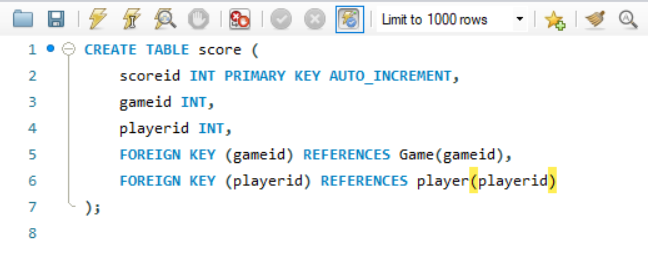 Limit to 1000 rows
1 CREATE TABLE score (
2 scoreid INT PRIMARY KEY AUTO_INCREMENT,
3 gameid INT,
4 playerid INT,
5 FOREIGN KEY (gameid) REFERENCES Game(gameid),
6 FOREIGN KEY (playerid) REFERENCES player(playerid)
7 );
8